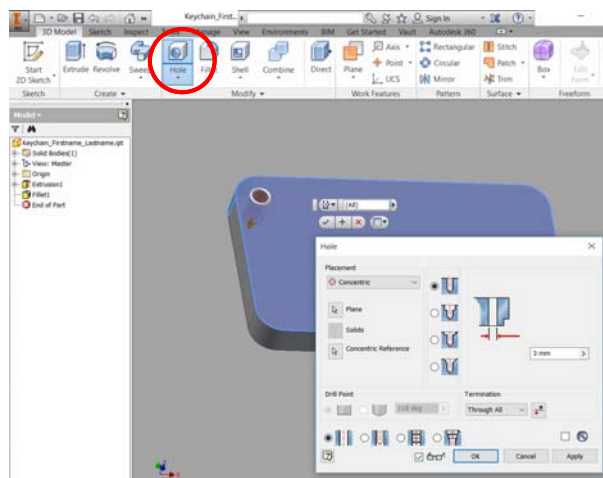 PRO
Keychain_First...
Sign In
3D Model Sketch Inspect Manage View Environments BIM Get Started Vault Autodesk 360
Start 2D Sketch
Extrude Revolve Sweep Hole Fillet Shell Combine Direct Plane
Axis
Point
UCS
Rectangular
Circular
Mirror
Stitch
Patch
Trim
Box
Edit Form
Sketch Create Modify Work Features Pattern Surface Freeform
Model
Keychain_Firstname_Lastname.ipt
Solid Bodies(1)
View: Master
Origin
Extrusion1
Fillet1
End of Part
(All)
Hole
Placement
Concentric
Plane
Solids
Concentric Reference
3 mm
Drill Point
118 deg
Termination
Through All
OK Cancel Apply